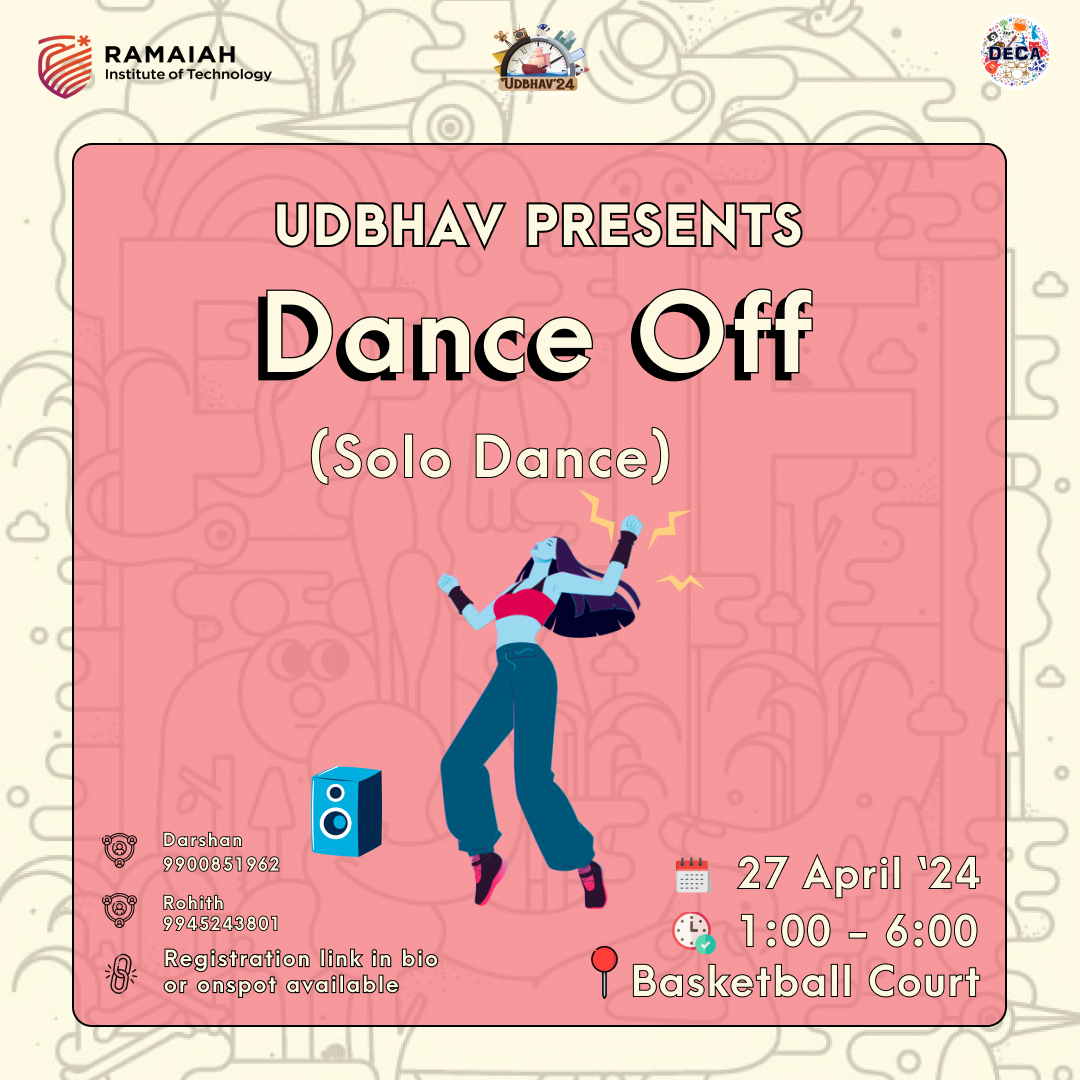 RAMAIAH
Institute of Technology
UDBHAV'24
DECA
UDBHAV PRESENTS
Dance Off
(Solo Dance)
Darshan
9900851962
Rohith
9945243801
Registration link in bio
or onspot available
27 April ‘24
1:00 – 6:00
Basketball Court